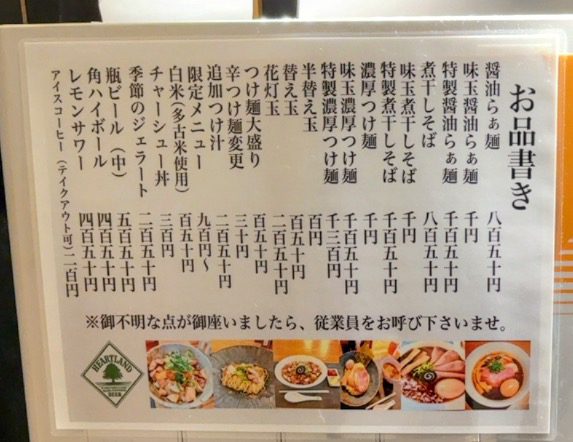 お品書き
醤油らぁ麺 八百五十円
味玉醤油らぁ麺 千円
特製醤油らぁ麺 千百五十円
煮干しそば 八百五十円
味玉煮干しそば 千円
特製煮干しそば 千百五十円
濃厚つけ麺 千円
味玉濃厚つけ麺 千百五十円
特製濃厚つけ麺 千三百円
半替え玉 百円
替え玉 百五十円
花灯玉 二百五十円
つけ麺大盛り 百五十円
辛つけ麺変更 三十円
追加つけ汁 二百五十円
限定メニュー 九百円～
白米(多古米使用) 百五十円
チャーシュー丼 三百円
季節のジェラート 二百五十円
瓶ビール（中） 五百五十円
角ハイボール 四百五十円
レモンサワー 四百五十円
アイスコーヒー（テイクアウト可）二百円
※御不明な点が御座いましたら、従業員をお呼び下さいませ。
HEARTLAND
BEER